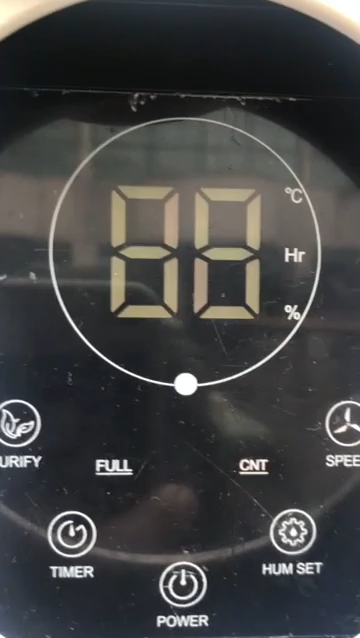 88
°C
Hr
%
URIFY
SPEE
FULL
CNT
TIMER
HUM SET
POWER